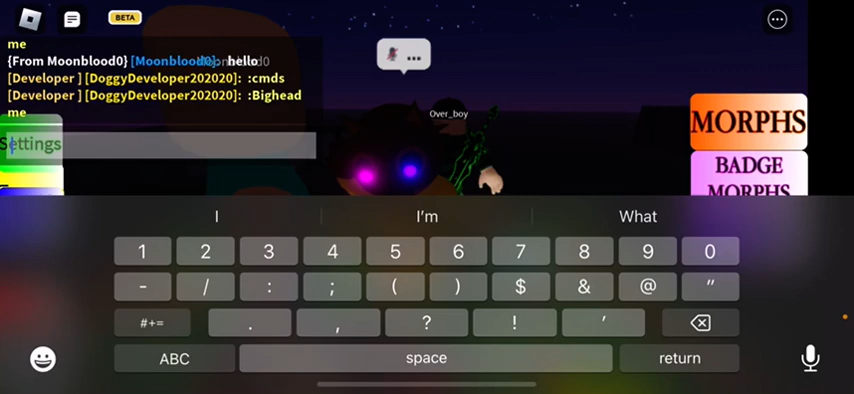 BETA
me
{From Moonblood0} [Moonblood0]: hello
[Developer ] [DoggyDeveloper202020]: :cmds
[Developer ] [DoggyDeveloper202020]: :Bighead
me
Settings
...
Over_boy
MORPHS
BADGE
MORPHS
I I'm What
1 2 3 4 5 6 7 8 9 0
- / : ; ( ) $ & @ "
#+= . , ? ! '
ABC space return